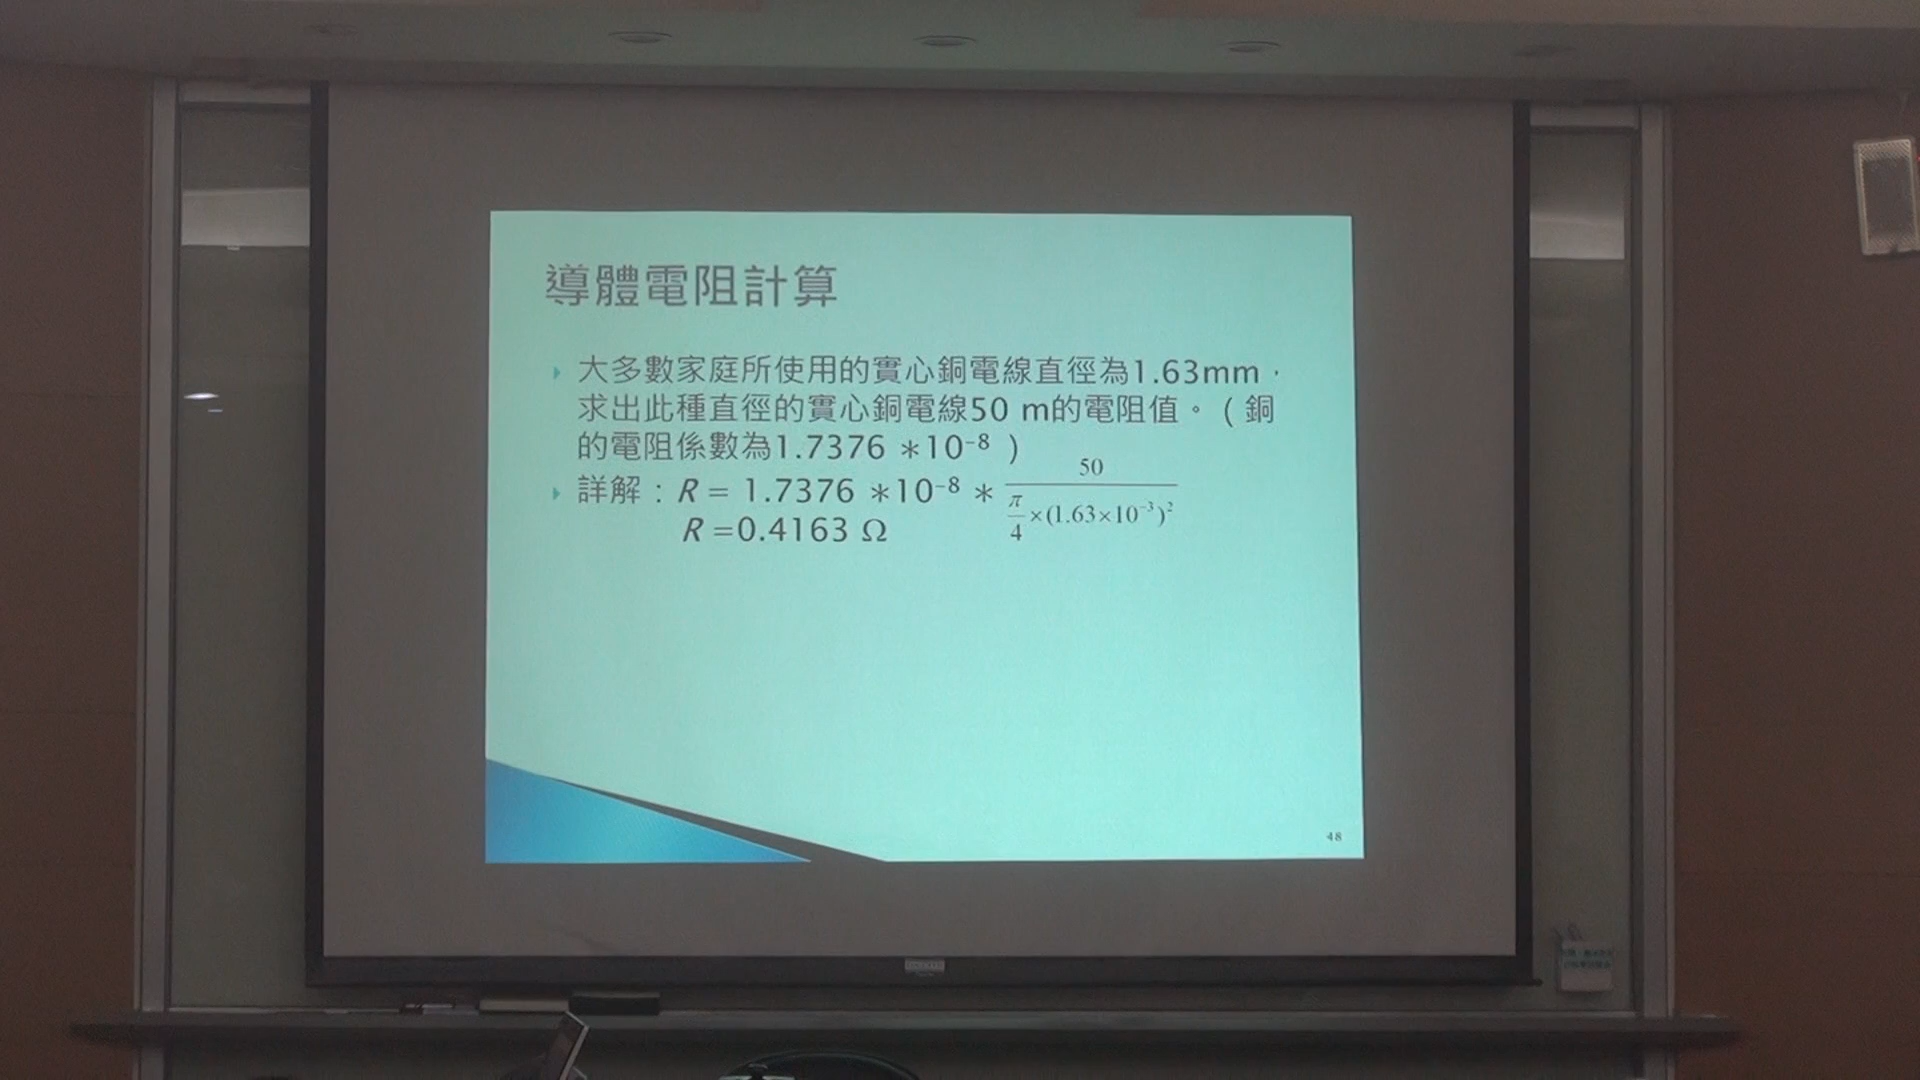 導體電阻計算
大多數家庭所使用的實心銅電線直徑為1.63mm，
求出此種直徑的實心銅電線50 m的電阻值。（銅
的電阻係數為1.7376 ∗10⁻⁸ ）
詳解：R = 1.7376 ∗10⁻⁸ ∗ 50 / (π/4 ×(1.63×10⁻³)²)
R =0.4163 Ω
48